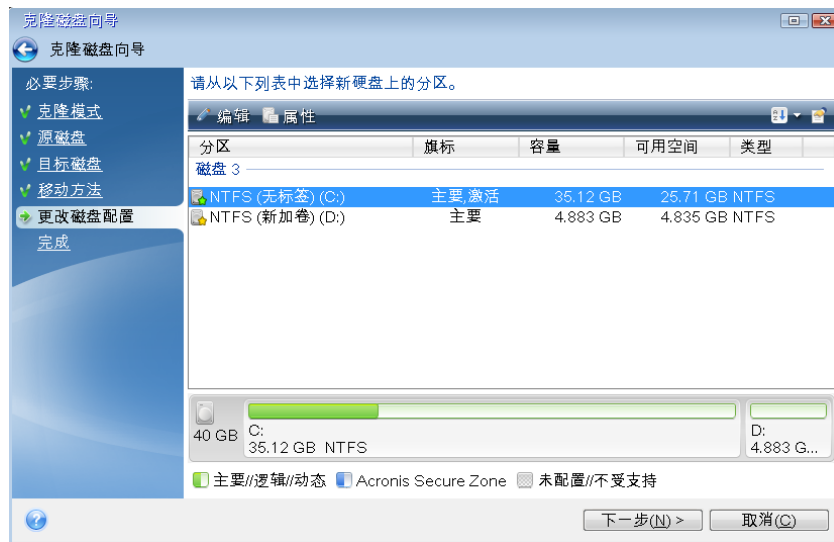 克隆磁盘向导
克隆磁盘向导
必要步骤:
克隆模式
源磁盘
目标磁盘
移动方法
更改磁盘配置
完成
请从以下列表中选择新硬盘上的分区。
编辑 属性
分区 旗标 容量 可用空间 类型
磁盘 3
NTFS (无标签) (C:) 主要,激活 35.12 GB 25.71 GB NTFS
NTFS (新加卷) (D:) 主要 4.883 GB 4.835 GB NTFS
40 GB
C:
35.12 GB NTFS
D:
4.883 G...
主要//逻辑//动态 Acronis Secure Zone 未配置//不受支持
下一步(N) > 取消(C)